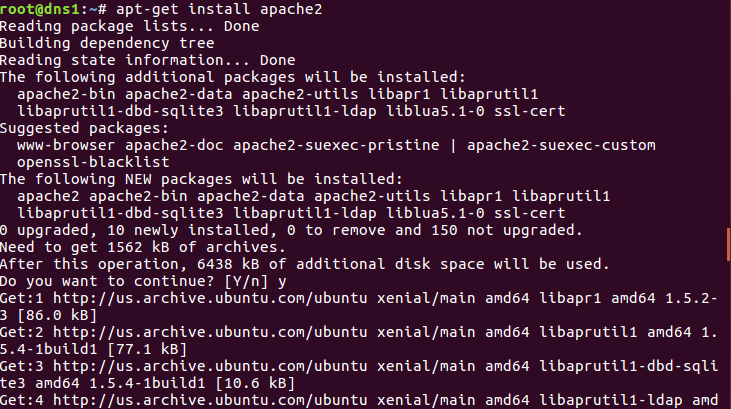 root@dns1:~# apt-get install apache2
Reading package lists... Done
Building dependency tree
Reading state information... Done
The following additional packages will be installed:
  apache2-bin apache2-data apache2-utils libapr1 libaprutil1
  libaprutil1-dbd-sqlite3 libaprutil1-ldap liblua5.1-0 ssl-cert
Suggested packages:
  www-browser apache2-doc apache2-suexec-pristine | apache2-suexec-custom
  openssl-blacklist
The following NEW packages will be installed:
  apache2 apache2-bin apache2-data apache2-utils libapr1 libaprutil1
  libaprutil1-dbd-sqlite3 libaprutil1-ldap liblua5.1-0 ssl-cert
0 upgraded, 10 newly installed, 0 to remove and 150 not upgraded.
Need to get 1562 kB of archives.
After this operation, 6438 kB of additional disk space will be used.
Do you want to continue? [Y/n] y
Get:1 http://us.archive.ubuntu.com/ubuntu xenial/main amd64 libapr1 amd64 1.5.2-
3 [86.0 kB]
Get:2 http://us.archive.ubuntu.com/ubuntu xenial/main amd64 libaprutil1 amd64 1.
5.4-1build1 [77.1 kB]
Get:3 http://us.archive.ubuntu.com/ubuntu xenial/main amd64 libaprutil1-dbd-sqli
te3 amd64 1.5.4-1build1 [10.6 kB]
Get:4 http://us.archive.ubuntu.com/ubuntu xenial/main amd64 libaprutil1-ldap amd